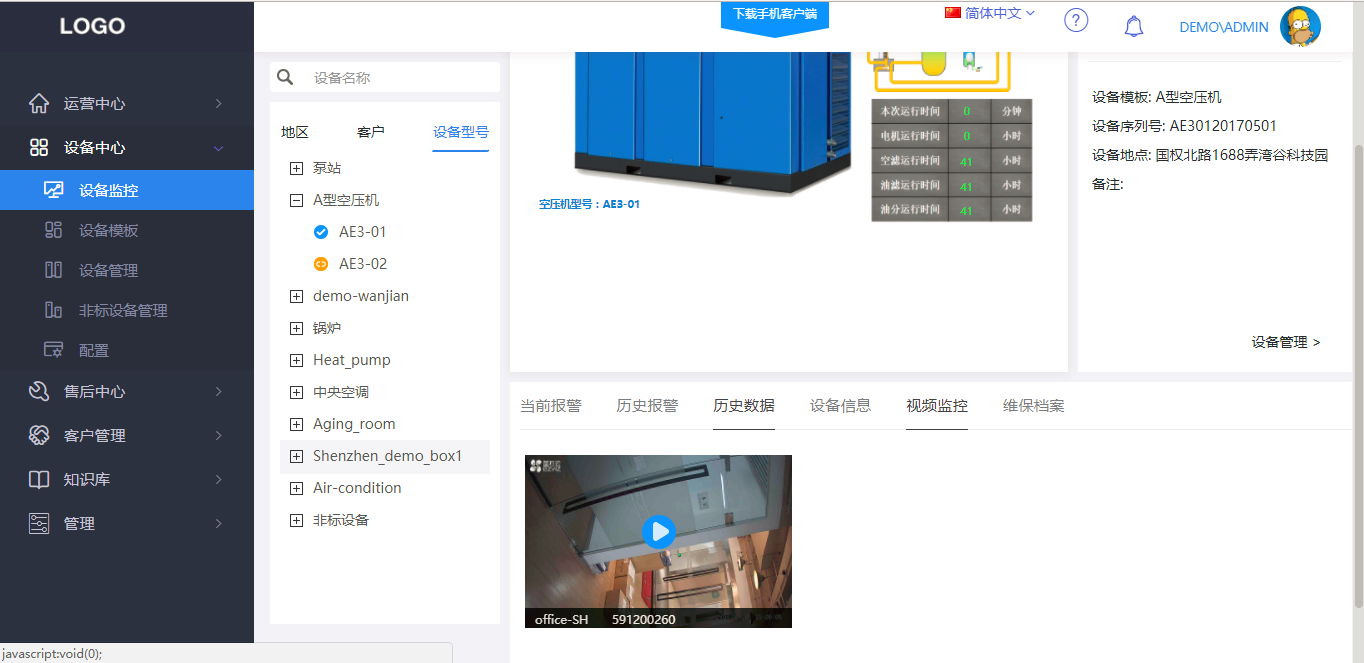 LOGO
下载手机客户端
简体中文
?
DEMO\ADMIN
运营中心
设备中心
设备监控
设备模板
设备管理
非标设备管理
配置
售后中心
客户管理
知识库
管理
设备名称
地区 客户 设备型号
泵站
A型空压机
AE3-01
AE3-02
demo-wanjian
锅炉
Heat_pump
中央空调
Aging_room
Shenzhen_demo_box1
Air-condition
非标设备
空压机型号：AE3-01
本次运行时间 0 分钟
电机运行时间 0 小时
空滤运行时间 41 小时
油滤运行时间 41 小时
油分运行时间 41 小时
设备模板: A型空压机
设备序列号: AE30120170501
设备地点: 国权北路1688弄湾谷科技园
备注:
设备管理 >
当前报警 历史报警 历史数据 设备信息 视频监控 维保档案
office-SH 591200260
javascript:void(0);